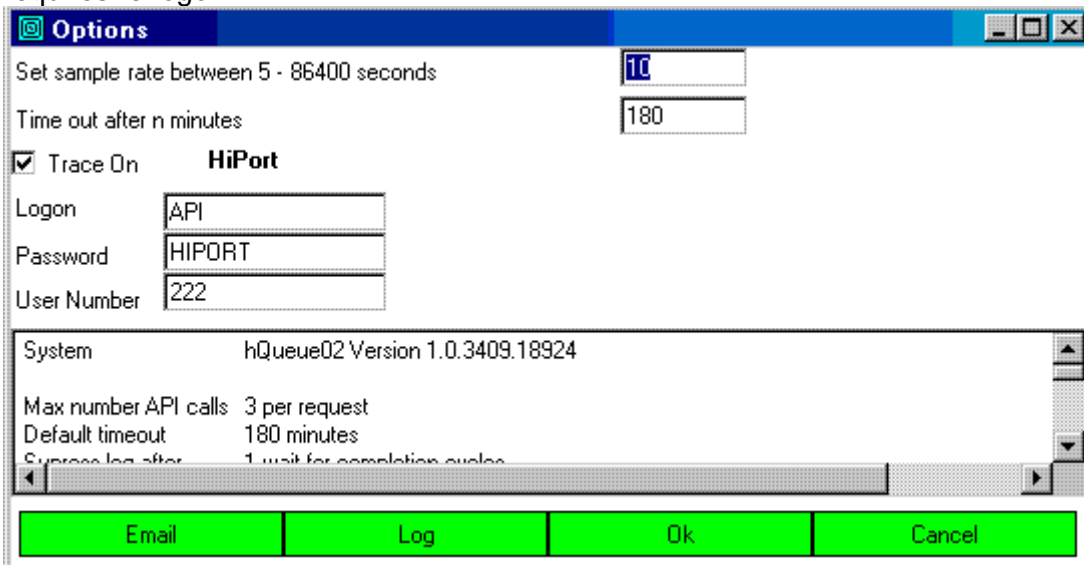 Options
Set sample rate between 5 - 86400 seconds 10
Time out after n minutes 180
Trace On HiPort
Logon API
Password HIPORT
User Number 222
System hQueue02 Version 1.0.3409.18924
Max number API calls 3 per request
Default timeout 180 minutes
Email Log Ok Cancel